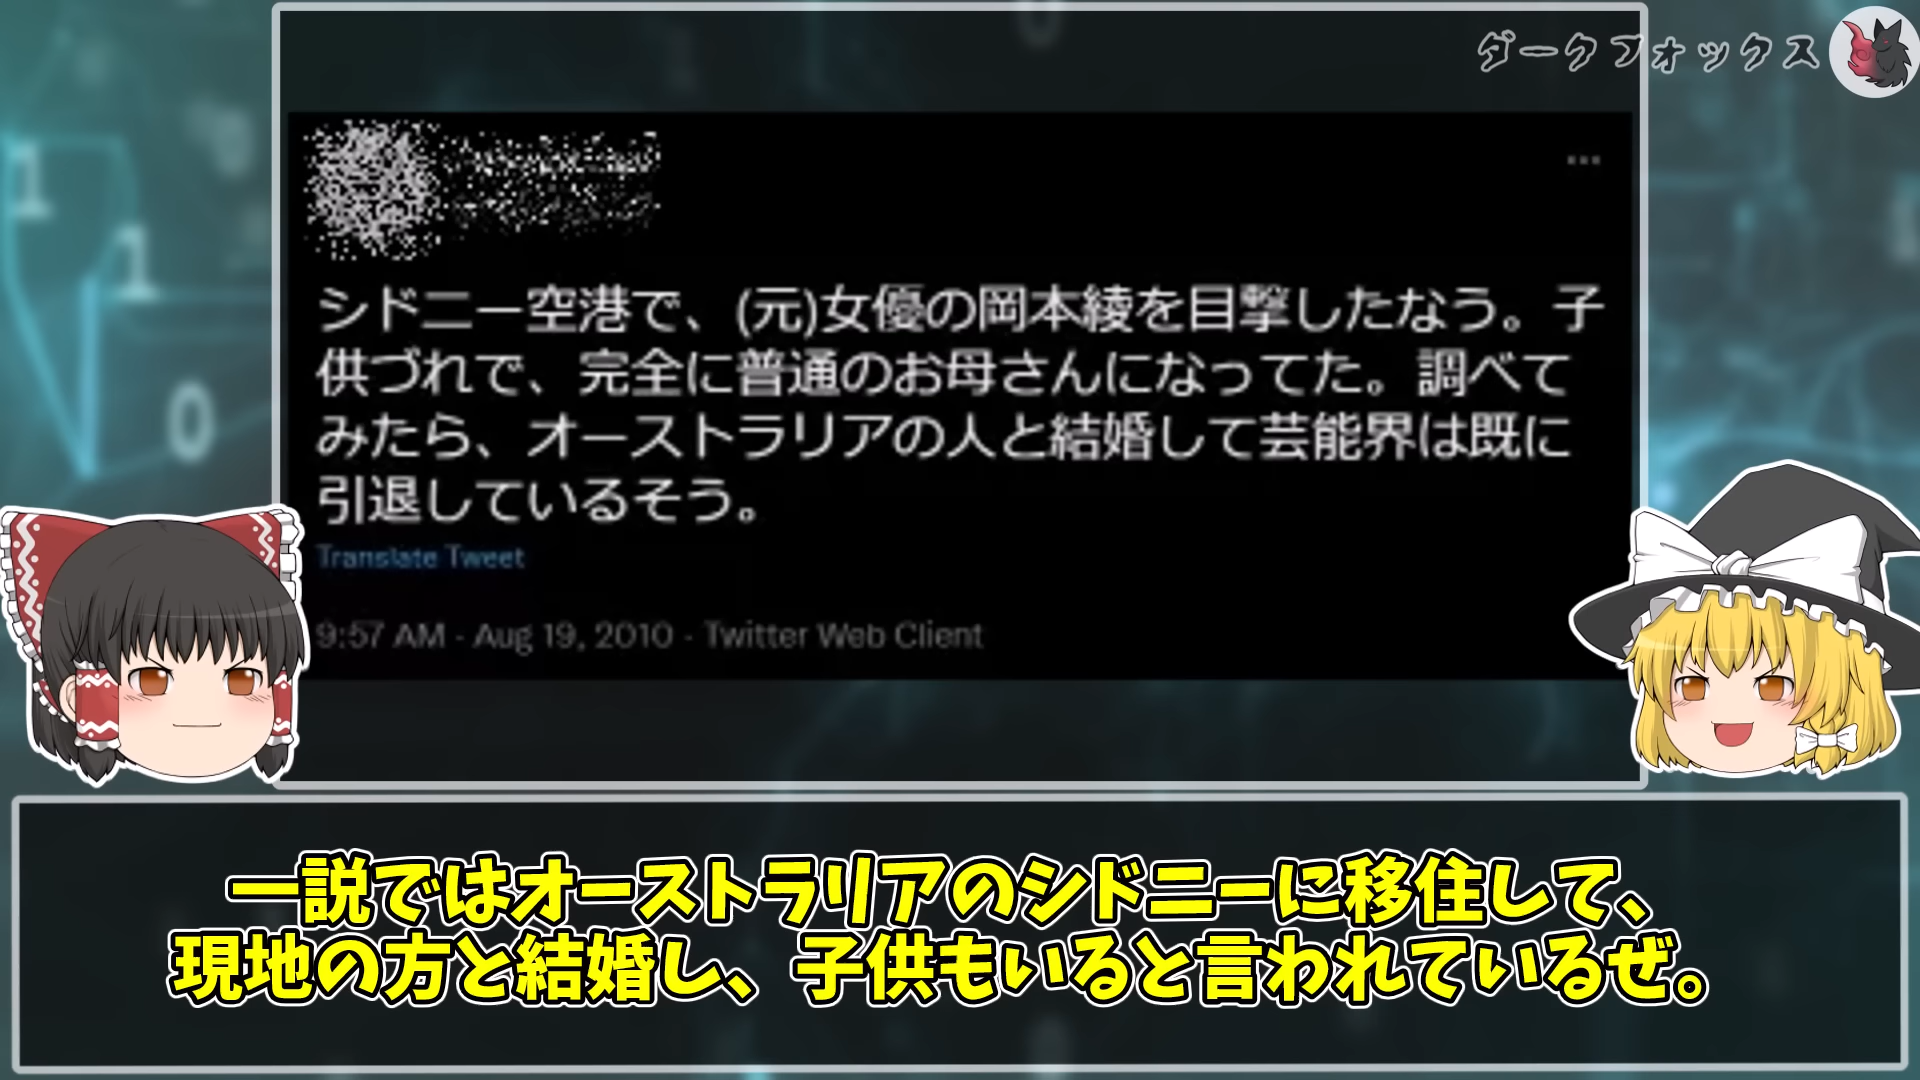 ダークフォックス
シドニー空港で、(元)女優の岡本綾を目撃したなう。子
供づれで、完全に普通のお母さんになってた。調べて
みたら、オーストラリアの人と結婚して芸能界は既に
引退しているそう。
Translate Tweet
9:57 AM - Aug 19, 2010 - Twitter Web Client
一説ではオーストラリアのシドニーに移住して、
現地の方と結婚し、子供もいると言われているぜ。
1
1
0